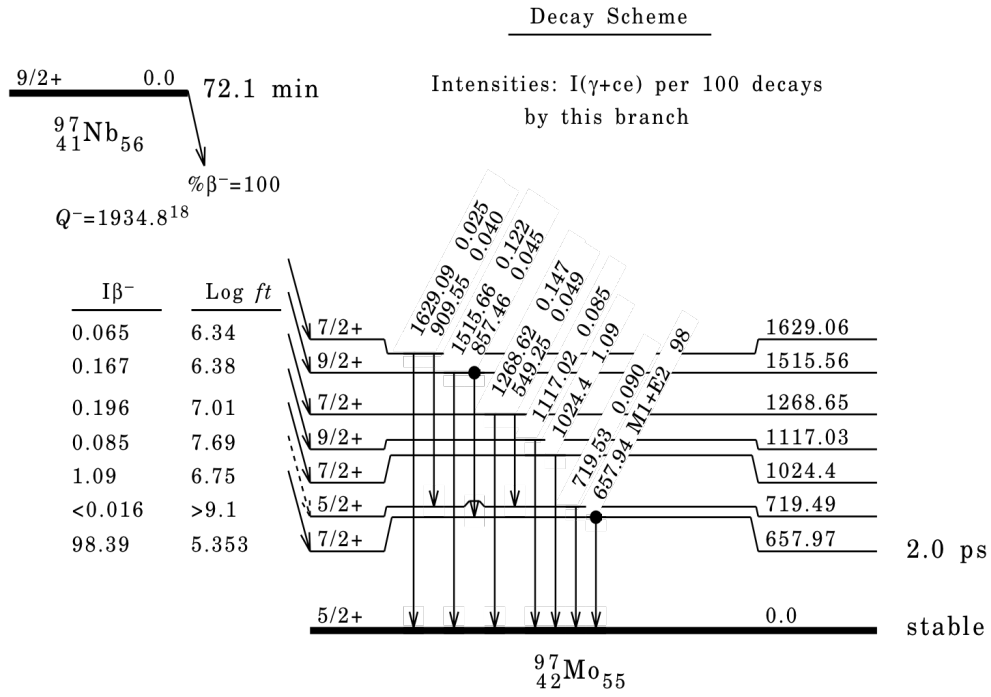 Decay Scheme
9/2+ 0.0 72.1 min
Intensities: I(γ+ce) per 100 decays
by this branch
⁹⁷₄₁Nb₅₆
%β⁻=100
Q⁻=1934.8¹⁸
1629.09 0.025
909.55 0.040
1515.66 0.122
857.46 0.045
1268.62 0.147
549.25 0.049
1117.02 0.085
1024.4 1.09
719.53 0.090
657.94 M1+E2 98
Iβ⁻ Log ft
0.065 6.34 7/2+ 1629.06
0.167 6.38 9/2+ 1515.56
0.196 7.01 7/2+ 1268.65
0.085 7.69 9/2+ 1117.03
1.09 6.75 7/2+ 1024.4
<0.016 >9.1 5/2+ 719.49
98.39 5.353 7/2+ 657.97 2.0 ps
5/2+ 0.0 stable
⁹⁷₄₂Mo₅₅